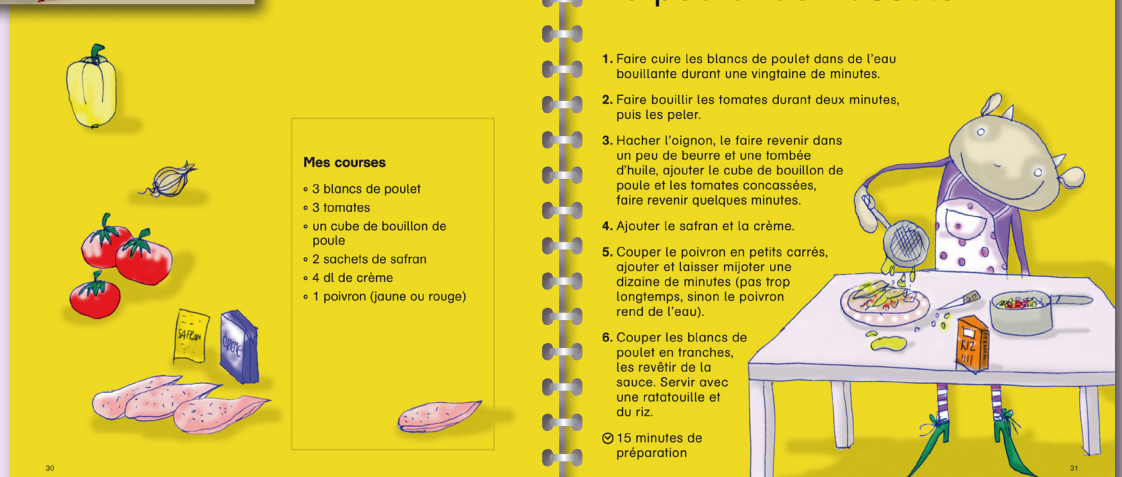 Mes courses
3 blancs de poulet
3 tomates
un cube de bouillon de
poule
2 sachets de safran
4 dl de crème
1 poivron (jaune ou rouge)
SAFRAN
30
1. Faire cuire les blancs de poulet dans de l'eau
bouillante durant une vingtaine de minutes.
2. Faire bouillir les tomates durant deux minutes,
puis les peler.
3. Hacher l'oignon, le faire revenir dans
un peu de beurre et une tombée
d'huile, ajouter le cube de bouillon de
poule et les tomates concassées,
faire revenir quelques minutes.
4. Ajouter le safran et la crème.
5. Couper le poivron en petits carrés,
ajouter et laisser mijoter une
dizaine de minutes (pas trop
longtemps, sinon le poivron
rend de l'eau).
6. Couper les blancs de
poulet en tranches,
les revêtir de la
sauce. Servir avec
une ratatouille et
du riz.
15 minutes de
préparation
RIZ
31